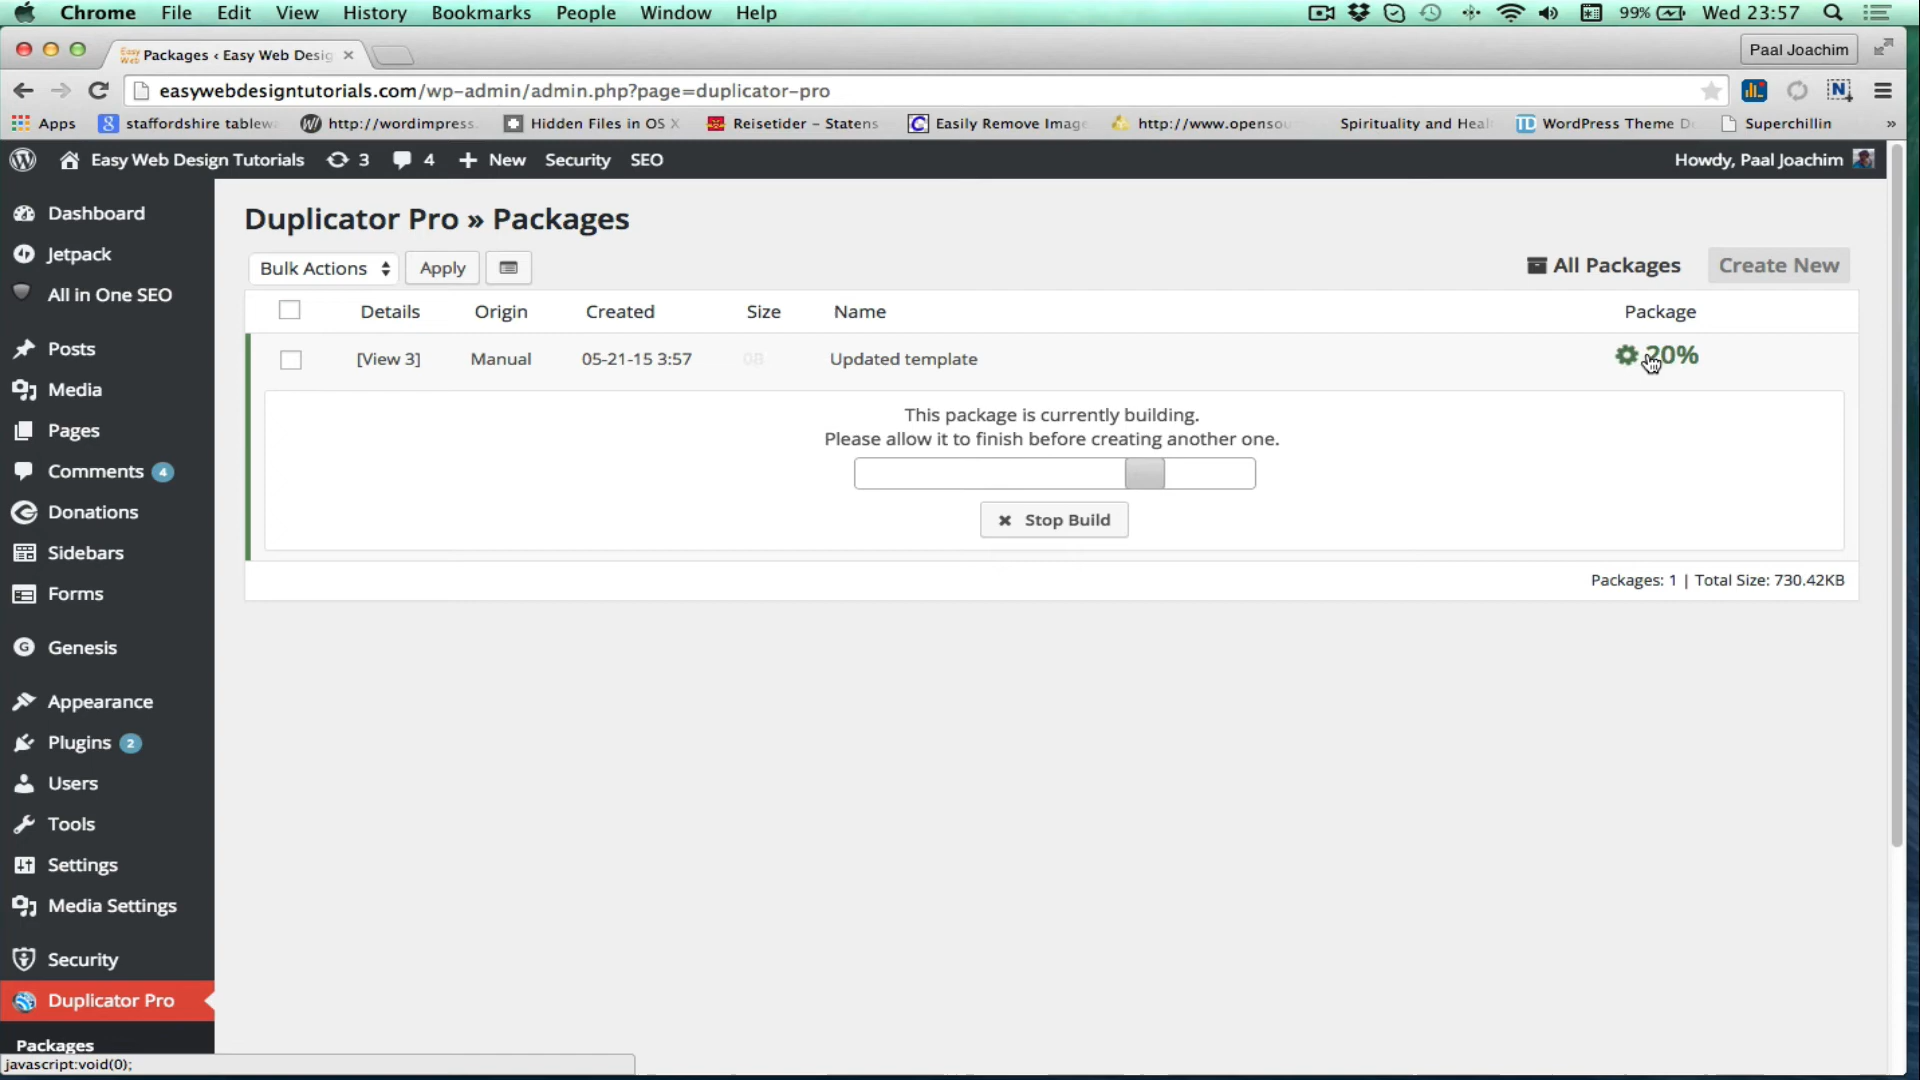 Chrome File Edit View History Bookmarks People Window Help 99% Wed 23:57
Packages ‹ Easy Web Desig Paal Joachim
easywebdesigntutorials.com/wp-admin/admin.php?page=duplicator-pro
Apps staffordshire tablew http://wordimpress. Hidden Files in OS X Reisetider – Statens Easily Remove Image http://www.openso Spirituality and Heal WordPress Theme D Superchillin »
Easy Web Design Tutorials 3 4 + New Security SEO Howdy, Paal Joachim
Dashboard
Jetpack
All in One SEO
Posts
Media
Pages
Comments 4
Donations
Sidebars
Forms
Genesis
Appearance
Plugins 2
Users
Tools
Settings
Media Settings
Security
Duplicator Pro
Packages
javascript:void(0);
Duplicator Pro » Packages
Bulk Actions Apply All Packages Create New
Details Origin Created Size Name Package
[View 3] Manual 05-21-15 3:57 0B Updated template 20%
This package is currently building.
Please allow it to finish before creating another one.
Stop Build
Packages: 1 | Total Size: 730.42KB